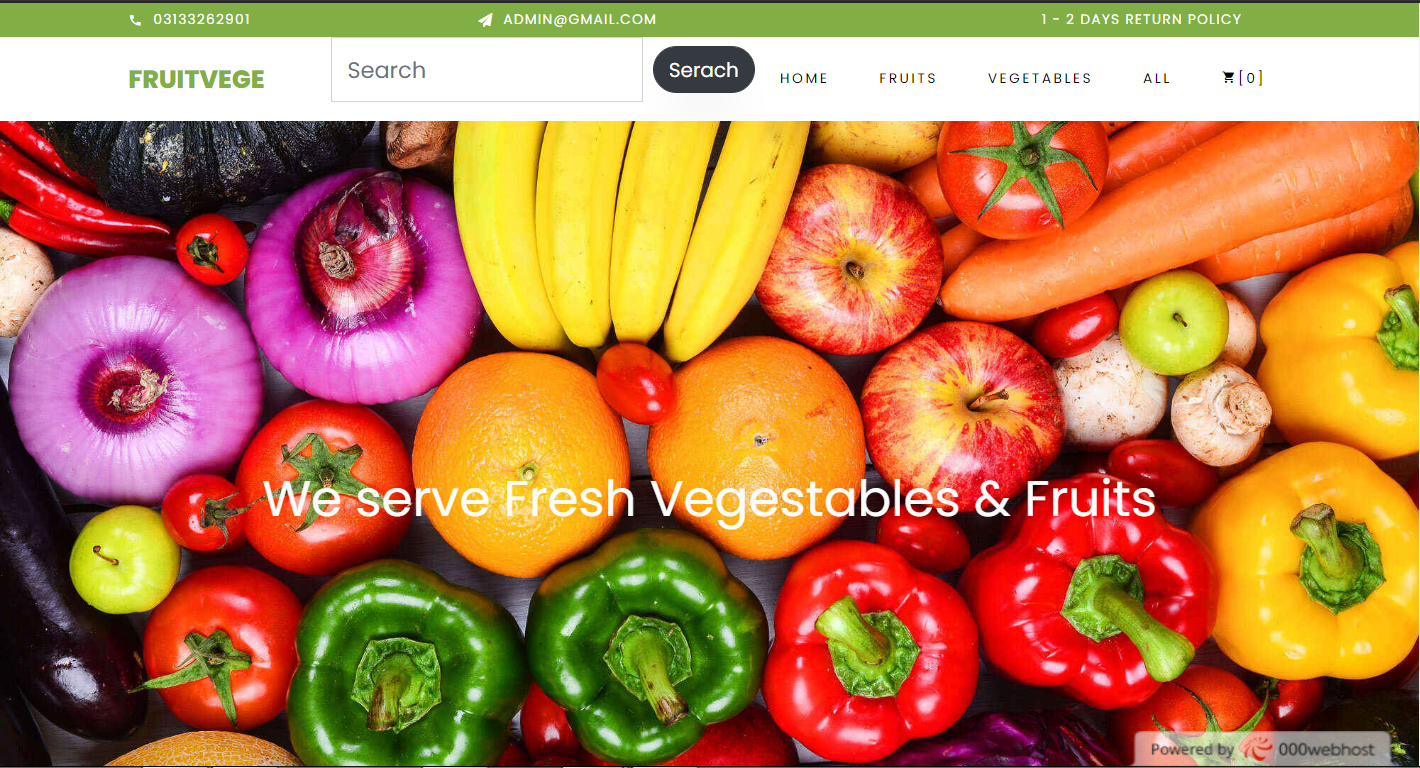 03133262901 ADMIN@GMAIL.COM 1 - 2 DAYS RETURN POLICY
FRUITVEGE Search Serach HOME FRUITS VEGETABLES ALL [0]
We serve Fresh Vegestables & Fruits
Powered by 000webhost